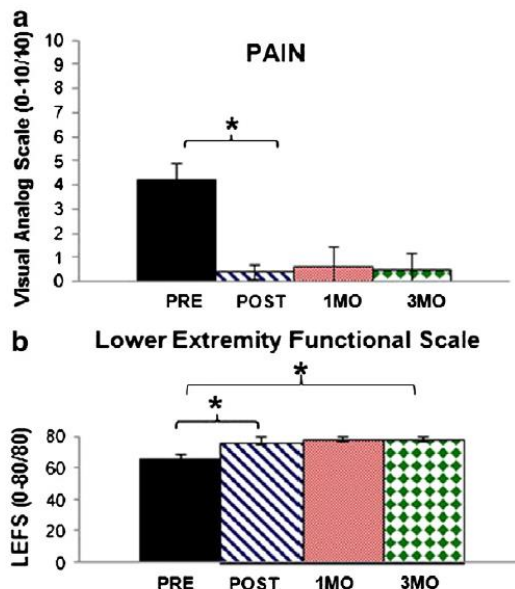 a
PAIN
Visual Analog Scale (0-10/10)
10
9
8
7
6
5
4
3
2
1
0
*
PRE POST 1MO 3MO
b
Lower Extremity Functional Scale
LEFS (0-80/80)
80
60
40
20
0
*
*
PRE POST 1MO 3MO